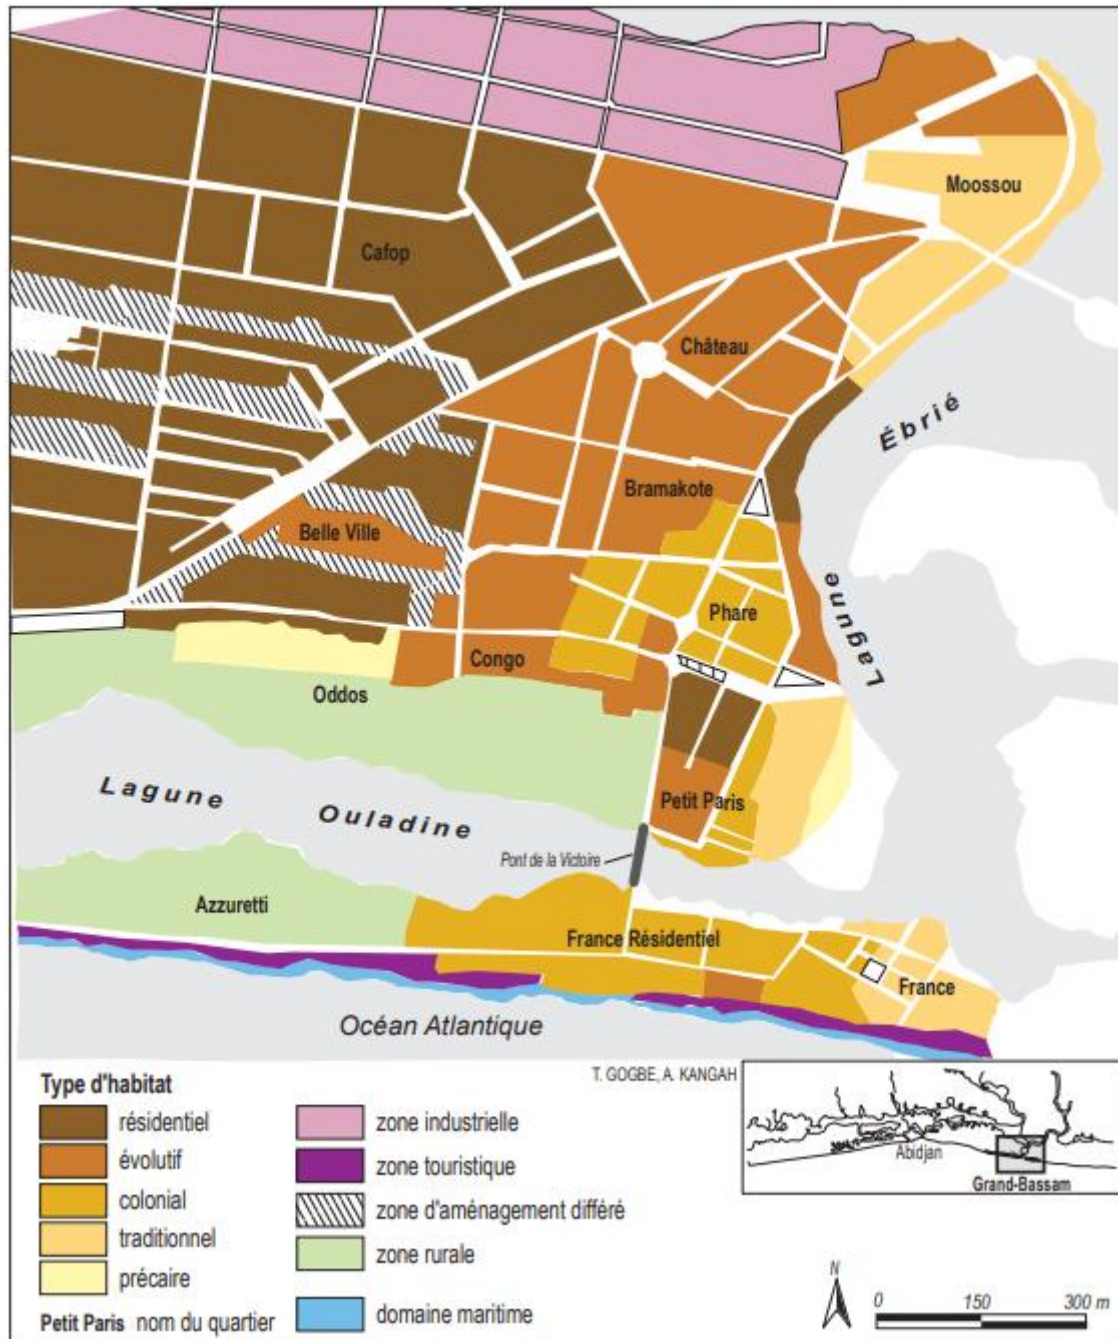 Moossou
Cafop
Château
Ébrié
Bramakote
Belle Ville
Phare
Lagune
Congo
Oddos
Lagune Ouladine
Petit Paris
Pont de la Victoire
Azzuretti
France Résidentiel
France
Océan Atlantique
T. GOGBE, A. KANGAH
Type d'habitat
résidentiel
évolutif
colonial
traditionnel
précaire
Petit Paris nom du quartier
zone industrielle
zone touristique
zone d'aménagement différé
zone rurale
domaine maritime
Abidjan
Grand-Bassam
N
0 150 300 m